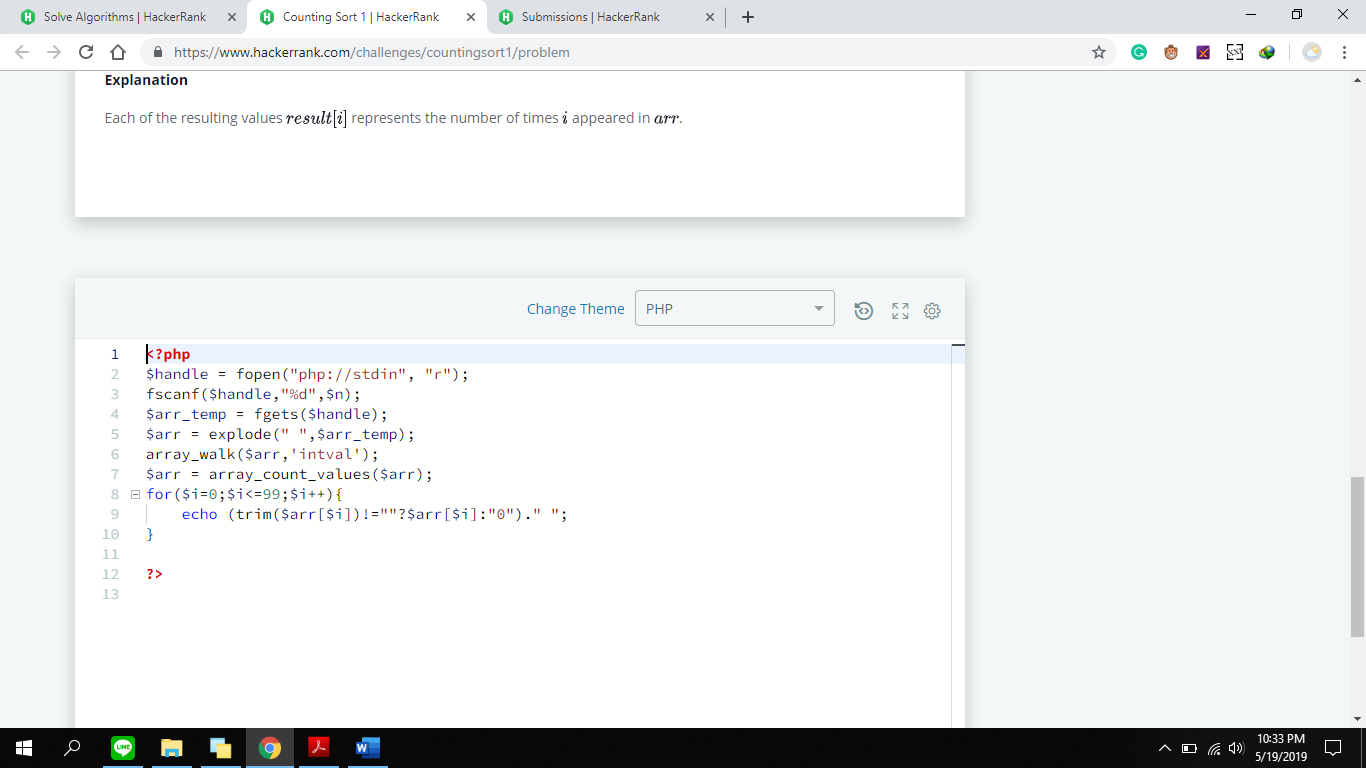 Solve Algorithms | HackerRank
Counting Sort 1 | HackerRank
Submissions | HackerRank
https://www.hackerrank.com/challenges/countingsort1/problem
Explanation
Each of the resulting values result[i] represents the number of times i appeared in arr.
Change Theme
PHP
1 <?php
2 $handle = fopen("php://stdin", "r");
3 fscanf($handle,"%d",$n);
4 $arr_temp = fgets($handle);
5 $arr = explode(" ",$arr_temp);
6 array_walk($arr,'intval');
7 $arr = array_count_values($arr);
8 for($i=0;$i<=99;$i++){
9     echo (trim($arr[$i])!=""?$arr[$i]:"0")." ";
10 }
11
12 ?>
13
LINE
W
10:33 PM
5/19/2019